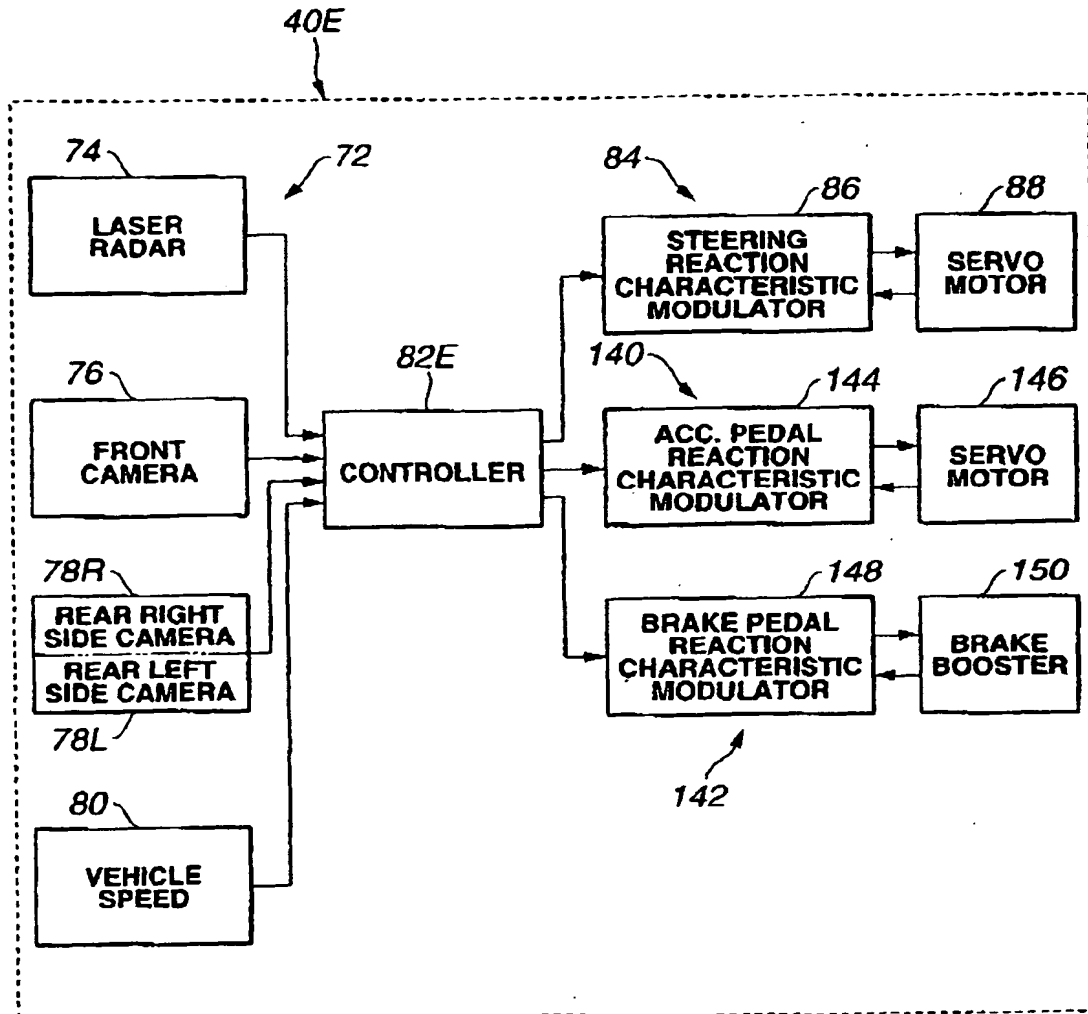 40E
74
72
LASER
RADAR
76
FRONT
CAMERA
78R
REAR RIGHT
SIDE CAMERA
REAR LEFT
SIDE CAMERA
78L
80
VEHICLE
SPEED
82E
CONTROLLER
84
86
88
STEERING
REACTION
CHARACTERISTIC
MODULATOR
SERVO
MOTOR
140
144
146
ACC. PEDAL
REACTION
CHARACTERISTIC
MODULATOR
SERVO
MOTOR
148
150
BRAKE PEDAL
REACTION
CHARACTERISTIC
MODULATOR
BRAKE
BOOSTER
142